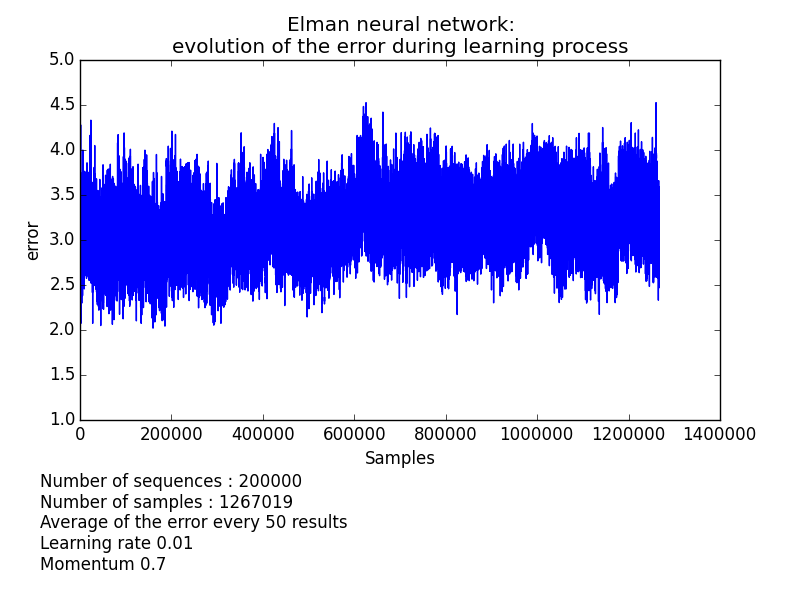 Elman neural network:
evolution of the error during learning process
5.0
4.5
4.0
3.5
3.0
2.5
2.0
1.5
1.0
error
0 200000 400000 600000 800000 1000000 1200000 1400000
Samples
Number of sequences : 200000
Number of samples : 1267019
Average of the error every 50 results
Learning rate 0.01
Momentum 0.7